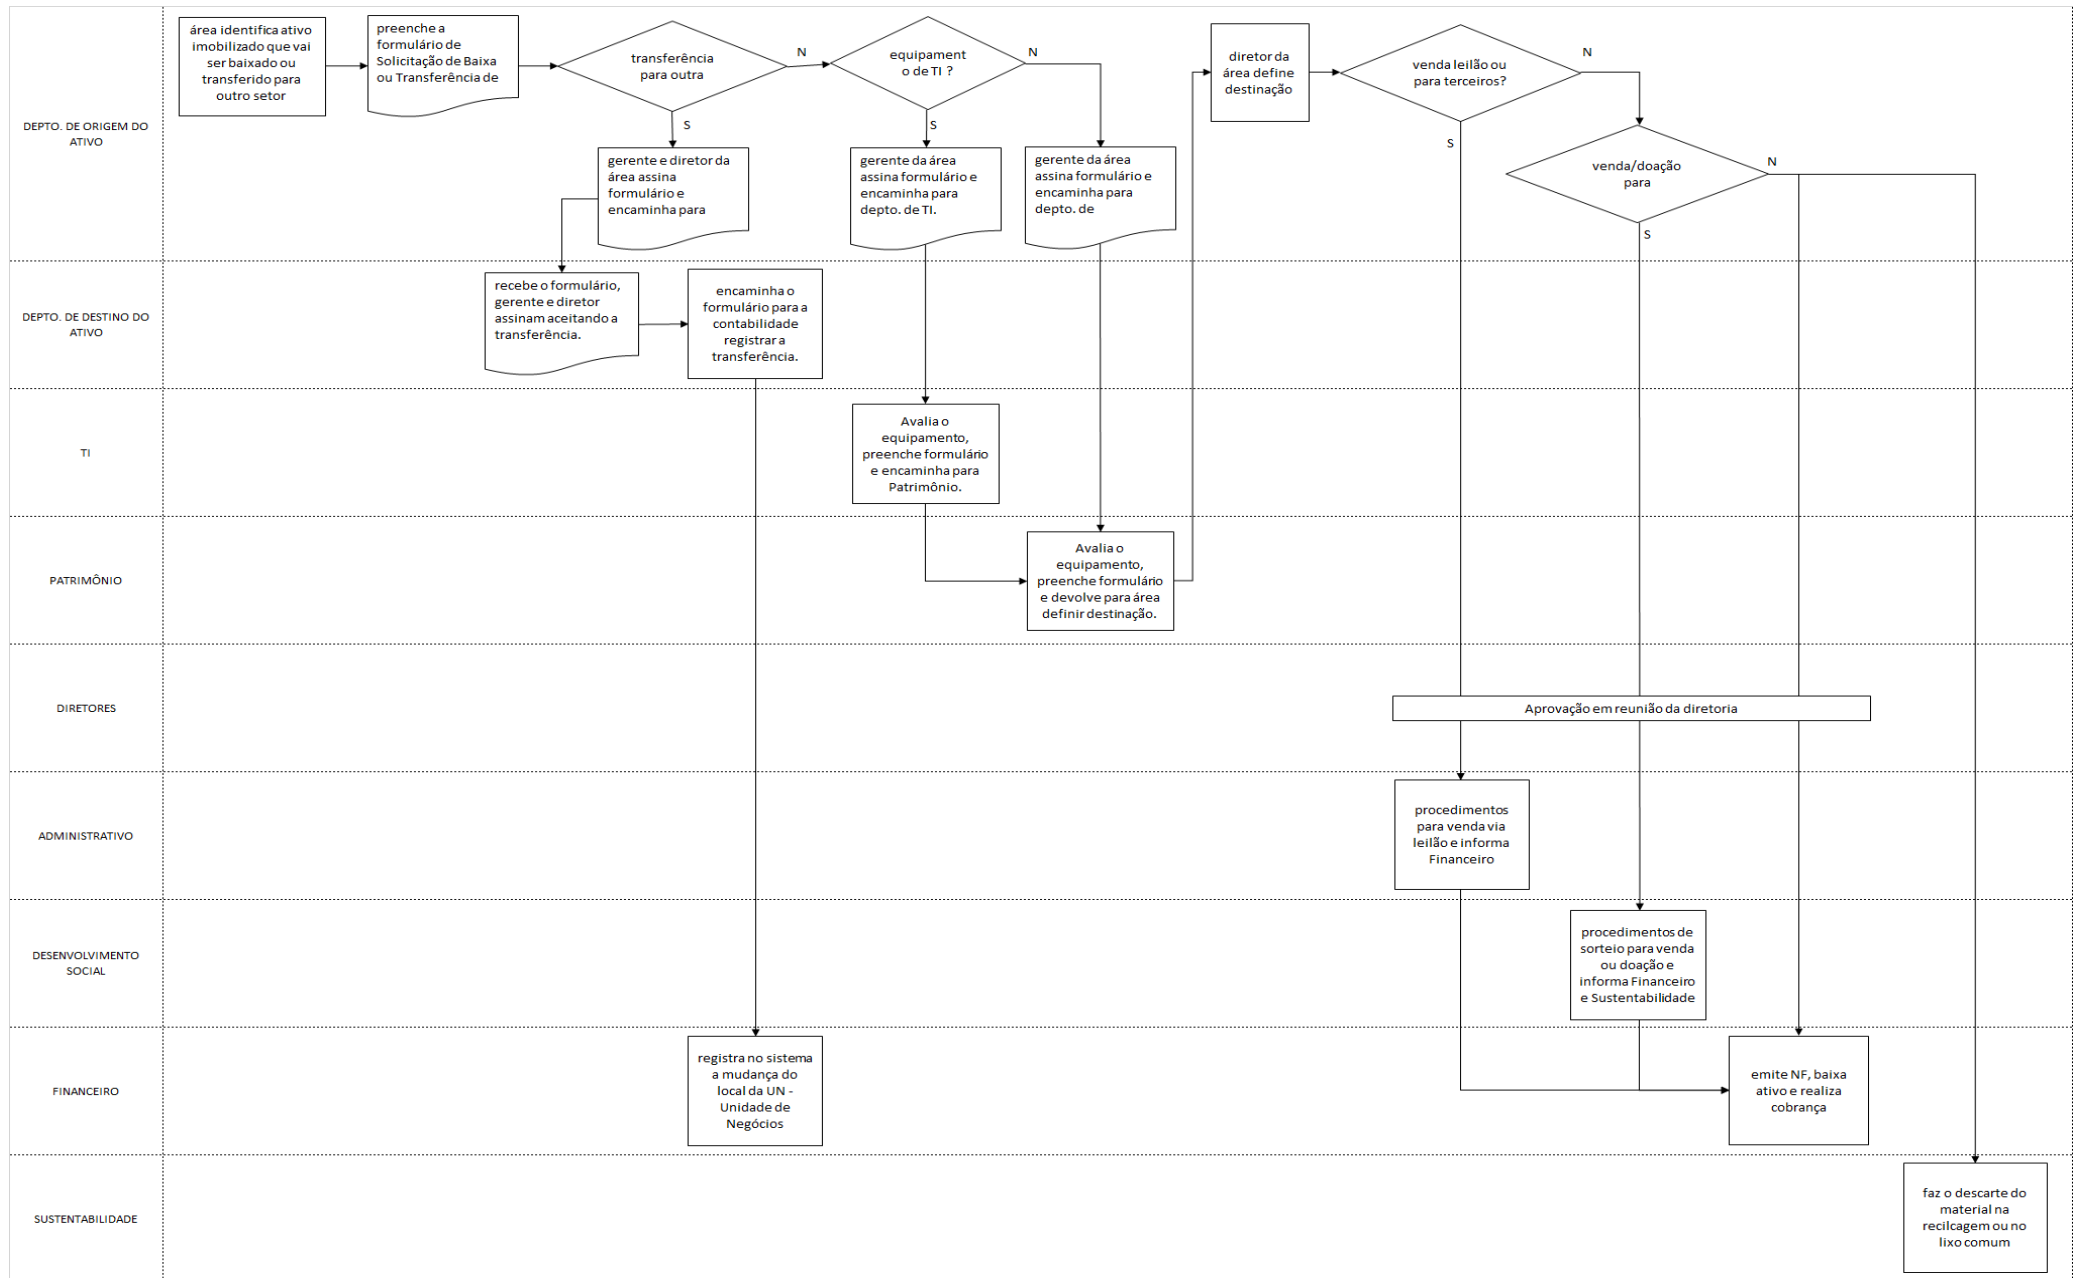 área identifica ativo
imobilizado que vai
ser baixado ou
transferido para
outro setor
preenche a
formulário de
Solicitação de Baixa
ou Transferência de
transferência
para outra
N
S
equipament
o de TI ?
N
S
diretor da
área define
destinação
venda leilão ou
para terceiros?
N
S
venda/doação
para
N
S
DEPTO. DE ORIGEM DO
ATIVO
gerente e diretor da
área assina
formulário e
encaminha para
gerente da área
assina formulário e
encaminha para
depto. de TI.
gerente da área
assina formulário e
encaminha para
depto. de
DEPTO. DE DESTINO DO
ATIVO
recebe o formulário,
gerente e diretor
assinam aceitando a
transferência.
encaminha o
formulário para a
contabilidade
registrar a
transferência.
TI
Avalia o
equipamento,
preenche formulário
e encaminha para
Patrimônio.
PATRIMÔNIO
Avalia o
equipamento,
preenche formulário
e devolve para área
definir destinação.
DIRETORES
Aprovação em reunião da diretoria
ADMINISTRATIVO
procedimentos
para venda via
leilão e informa
Financeiro
DESENVOLVIMENTO
SOCIAL
procedimentos de
sorteio para venda
ou doação e
informa Financeiro
e Sustentabilidade
FINANCEIRO
registra no sistema
a mudança do
local da UN -
Unidade de
Negócios
emite NF, baixa
ativo e realiza
cobrança
SUSTENTABILIDADE
faz o descarte do
material na
recilcagem ou no
lixo comum